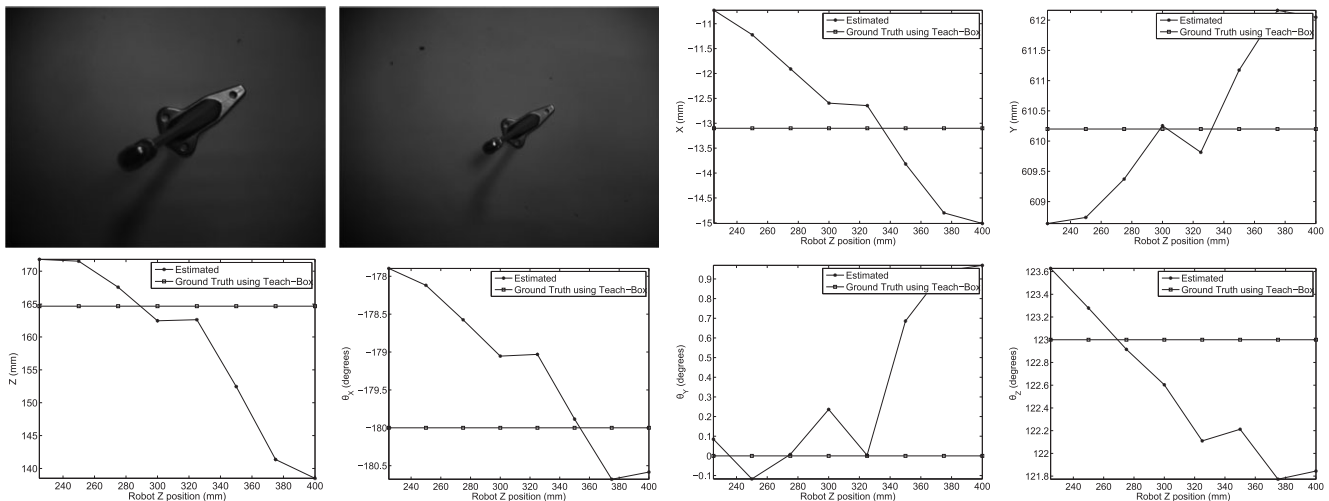 −11
−11.5
−12
−12.5
−13
−13.5
−14
−14.5
−15
X (mm)
240 260 280 300 320 340 360 380 400
Robot Z position (mm)
Estimated
Ground Truth using Teach−Box
612
611.5
611
610.5
610
609.5
609
Y (mm)
240 260 280 300 320 340 360 380 400
Robot Z position (mm)
Estimated
Ground Truth using Teach−Box
170
165
160
155
150
145
140
Z (mm)
240 260 280 300 320 340 360 380 400
Robot Z position (mm)
Estimated
Ground Truth using Teach−Box
−178
−178.5
−179
−179.5
−180
−180.5
θX (degrees)
240 260 280 300 320 340 360 380 400
Robot Z position (mm)
Estimated
Ground Truth using Teach−Box
0.9
0.8
0.7
0.6
0.5
0.4
0.3
0.2
0.1
0
−0.1
θY (degrees)
240 260 280 300 320 340 360 380 400
Robot Z position (mm)
Estimated
Ground Truth using Teach−Box
123.6
123.4
123.2
123
122.8
122.6
122.4
122.2
122
121.8
θZ (degrees)
240 260 280 300 320 340 360 380 400
Robot Z position (mm)
Estimated
Ground Truth using Teach−Box